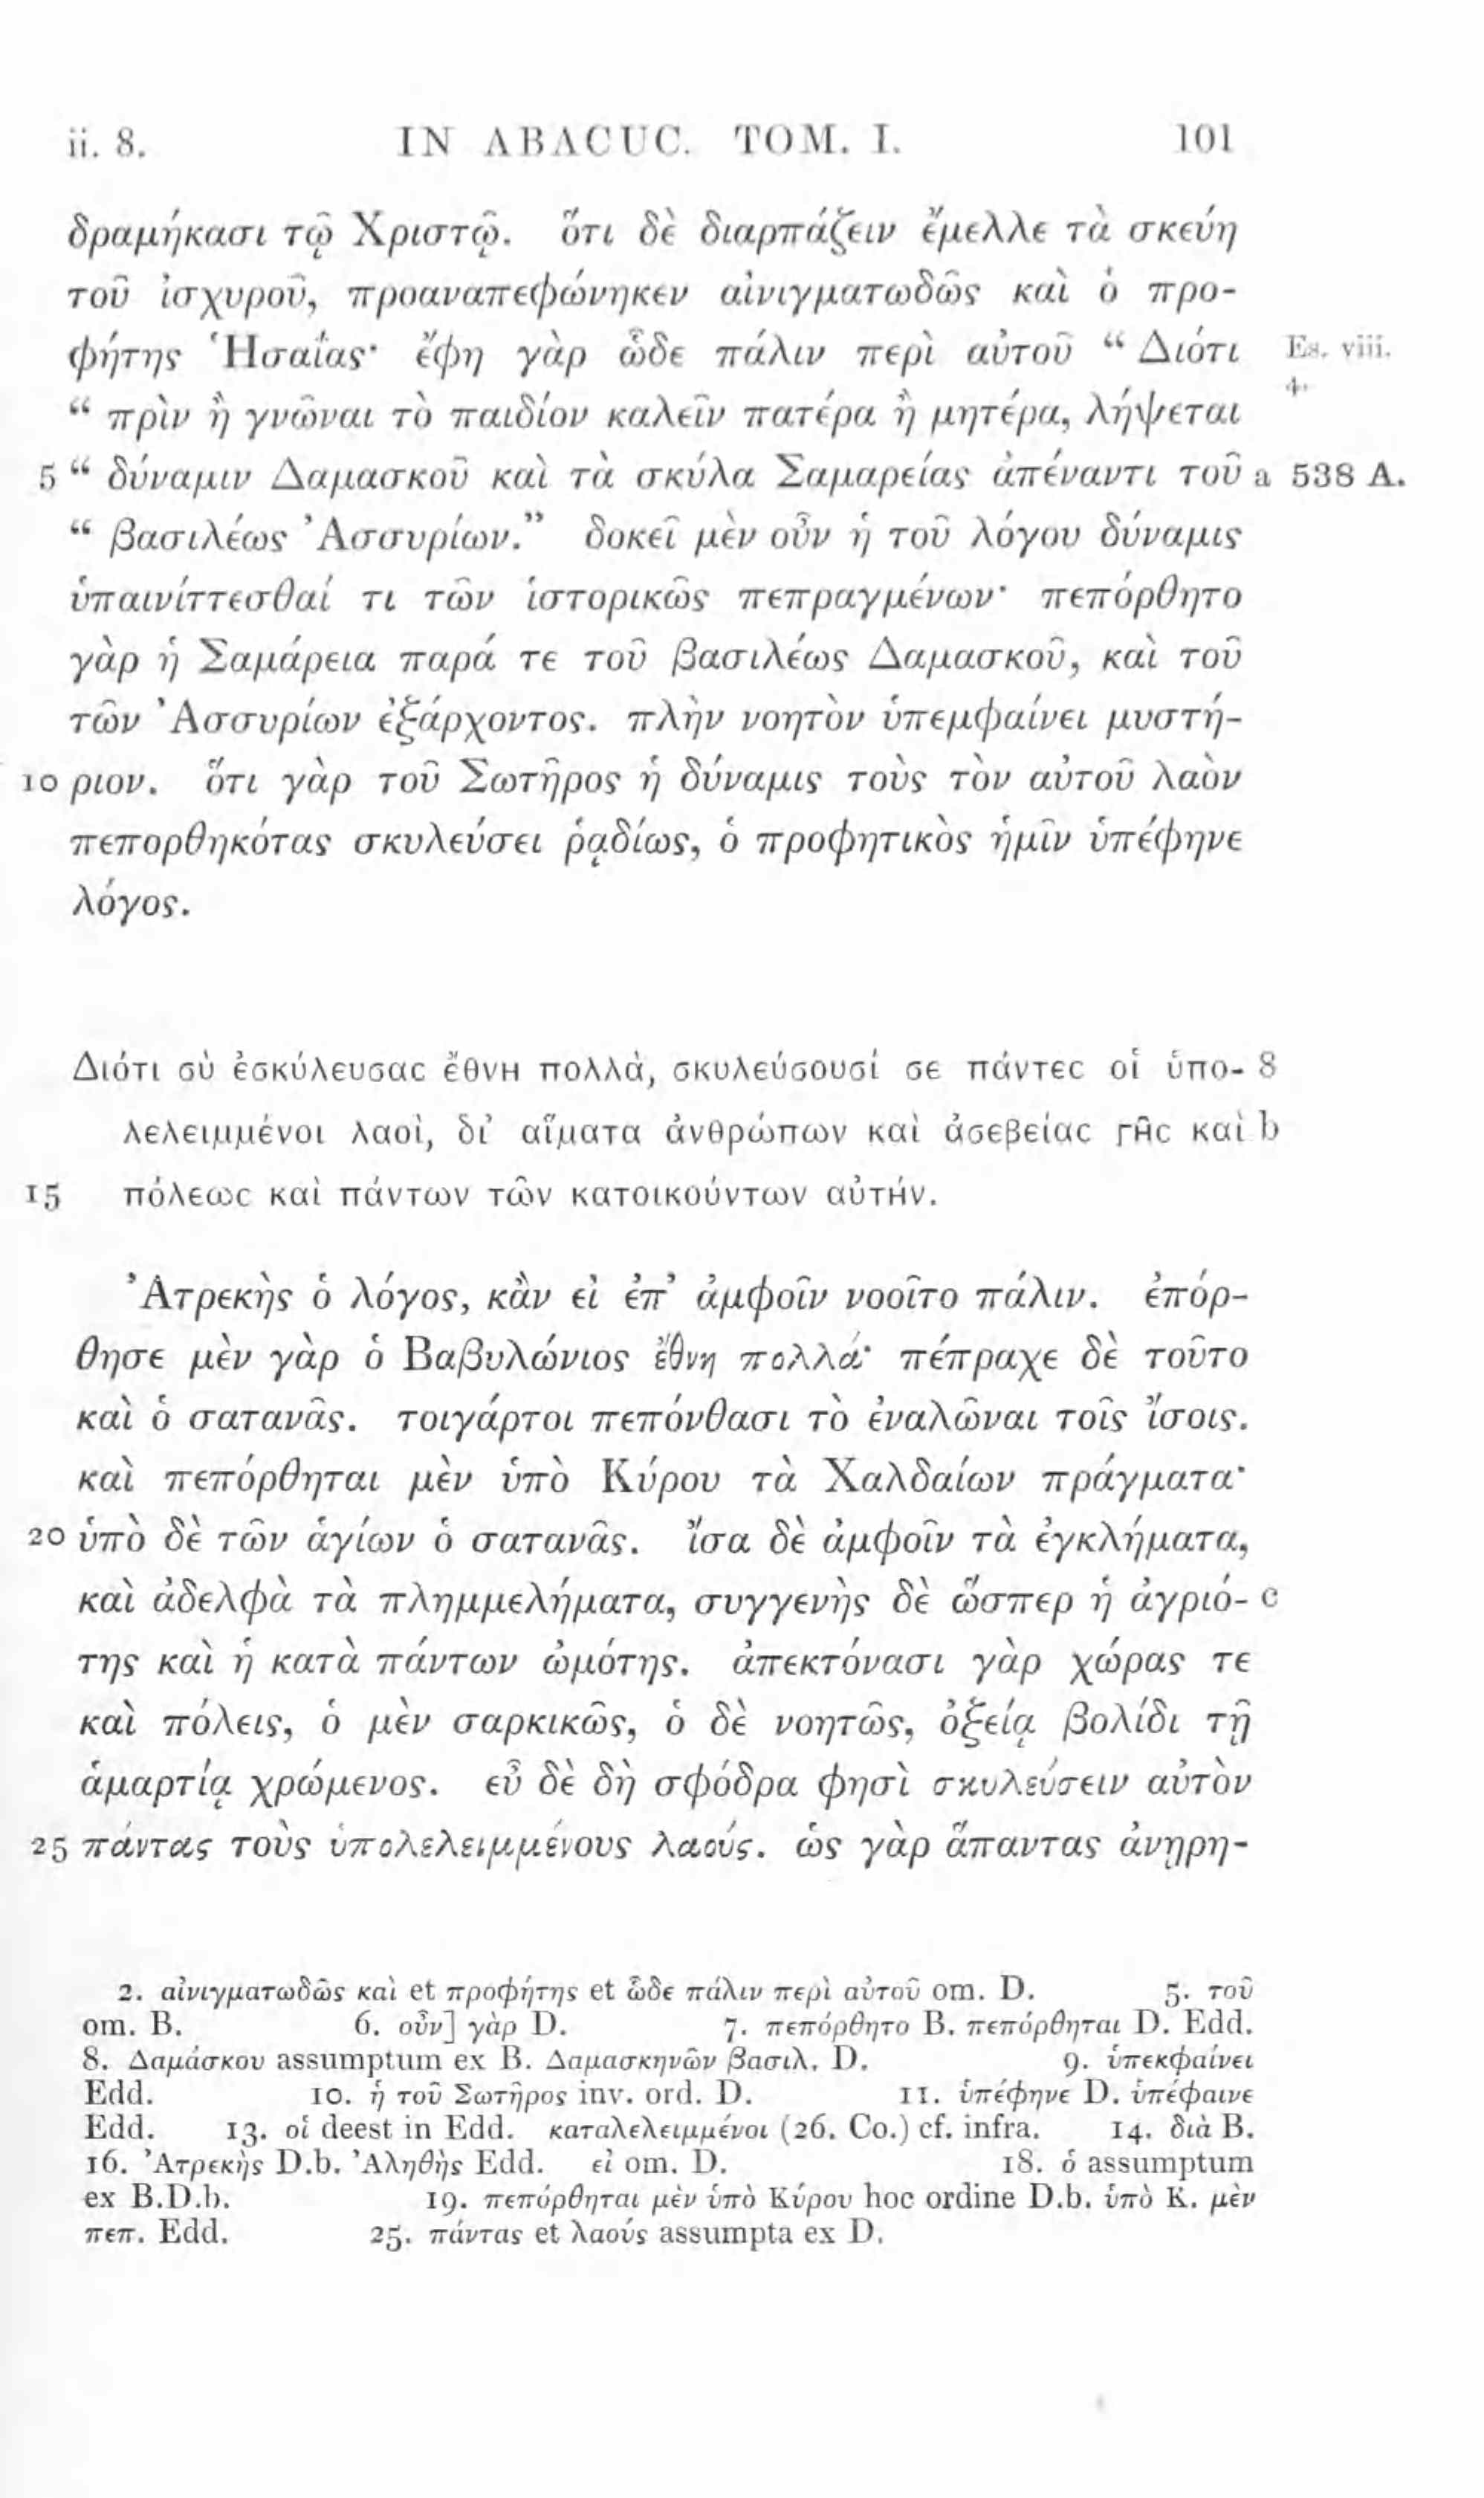 ii. 8. IN ABACUC. TOM. I. 101
δραμήκασι τῷ Χριστῷ. ὅτι δὲ διαρπάζειν ἔμελλε τὰ σκεύη
τοῦ ἰσχυροῦ, προαναπεφώνηκεν αἰνιγματωδῶς καὶ ὁ προ-
φήτης Ἡσαΐας· ἔφη γὰρ ὧδε πάλιν περὶ αὐτοῦ “ Διότι Es. viii.
“ πρὶν ἢ γνῶναι τὸ παιδίον καλεῖν πατέρα ἢ μητέρα, λήψεται 4.
5 “ δύναμιν Δαμασκοῦ καὶ τὰ σκύλα Σαμαρείας ἀπέναντι τοῦ a 538 A.
“ βασιλέως Ἀσσυρίων.” δοκεῖ μὲν οὖν ἡ τοῦ λόγου δύναμις
ὑπαινίττεσθαί τι τῶν ἱστορικῶς πεπραγμένων· πεπόρθητο
γὰρ ἡ Σαμάρεια παρά τε τοῦ βασιλέως Δαμασκοῦ, καὶ τοῦ
τῶν Ἀσσυρίων ἐξάρχοντος. πλὴν νοητὸν ὑπεμφαίνει μυστή-
10 ριον. ὅτι γὰρ τοῦ Σωτῆρος ἡ δύναμις τοὺς τὸν αὐτοῦ λαὸν
πεπορθηκότας σκυλεύσει ῥᾳδίως, ὁ προφητικὸς ἡμῖν ὑπέφηνε
λόγος.
Διότι σὺ ἐσκύλευσας ἔθνη πολλὰ, σκυλεύσουσί σε πάντες οἱ ὑπο- 8
λελειμμένοι λαοὶ, δι’ αἵματα ἀνθρώπων καὶ ἀσεβείας γῆς καὶ b
15 πόλεως καὶ πάντων τῶν κατοικούντων αὐτήν.
Ἀτρεκὴς ὁ λόγος, κἂν εἰ ἐπ’ ἀμφοῖν νοοῖτο πάλιν. ἐπόρ-
θησε μὲν γὰρ ὁ Βαβυλώνιος ἔθνη πολλά· πέπραχε δὲ τοῦτο
καὶ ὁ σατανᾶς. τοιγάρτοι πεπόνθασι τὸ ἐναλῶναι τοῖς ἴσοις.
καὶ πεπόρθηται μὲν ὑπὸ Κύρου τὰ Χαλδαίων πράγματα·
20 ὑπὸ δὲ τῶν ἁγίων ὁ σατανᾶς. ἴσα δὲ ἀμφοῖν τὰ ἐγκλήματα,
καὶ ἀδελφὰ τὰ πλημμελήματα, συγγενὴς δὲ ὥσπερ ἡ ἀγριό- c
της καὶ ἡ κατὰ πάντων ὠμότης. ἀπεκτόνασι γὰρ χώρας τε
καὶ πόλεις, ὁ μὲν σαρκικῶς, ὁ δὲ νοητῶς, ὀξείᾳ βολίδι τῇ
ἁμαρτίᾳ χρώμενος. εὖ δὲ δὴ σφόδρα φησὶ σκυλεύσειν αὐτὸν
25 πάντας τοὺς ὑπολελειμμένους λαούς. ὡς γὰρ ἅπαντας ἀνῃρη-
2. αἰνιγματωδῶς καὶ et προφήτης et ὧδε πάλιν περὶ αὐτοῦ om. D. 5. τοῦ
om. B. 6. οὖν] γὰρ D. 7. πεπόρθητο B. πεπόρθηται D. Edd.
8. Δαμάσκου assumptum ex B. Δαμασκηνῶν βασιλ. D. 9. ὑπεκφαίνει
Edd. 10. ἡ τοῦ Σωτῆρος inv. ord. D. 11. ὑπέφηνε D. ὑπέφαινε
Edd. 13. οἱ deest in Edd. καταλελειμμένοι (26. Co.) cf. infra. 14. διὰ B.
16. Ἀτρεκὴς D.b. Ἀληθὴς Edd. εἰ om. D. 18. ὁ assumptum
ex B.D.b. 19. πεπόρθηται μὲν ὑπὸ Κύρου hoc ordine D.b. ὑπὸ Κ. μὲν
πεπ. Edd. 25. πάντας et λαούς assumpta ex D.